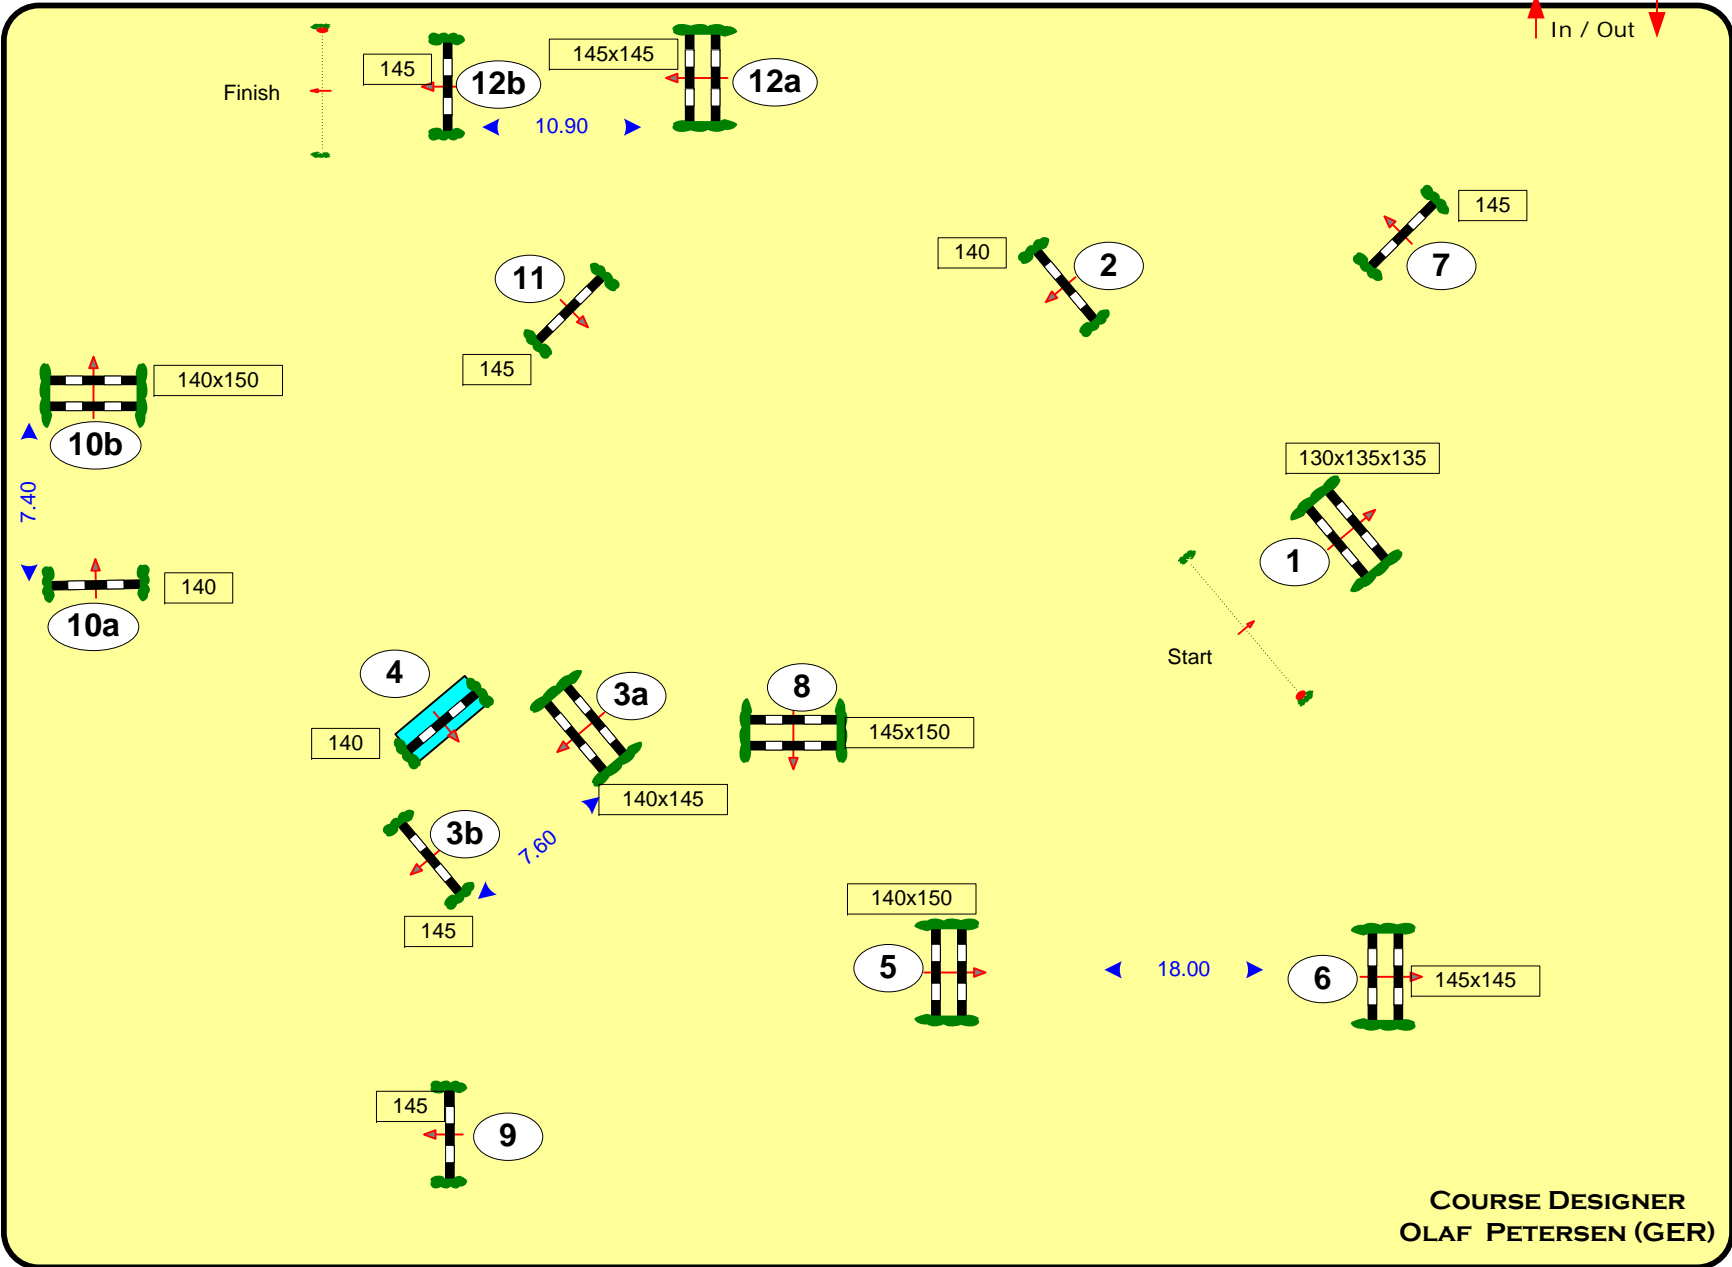 In / Out
145
12b
145x145
12a
Finish
10.90
145
140
2
7
11
145
140x150
10b
130x135x135
7.40
1
140
10a
Start
4
3a
8
140
145x150
140x145
3b
7.60
145
140x150
5
18.00
6
145x145
145
9
Course Designer
Olaf Petersen (GER)